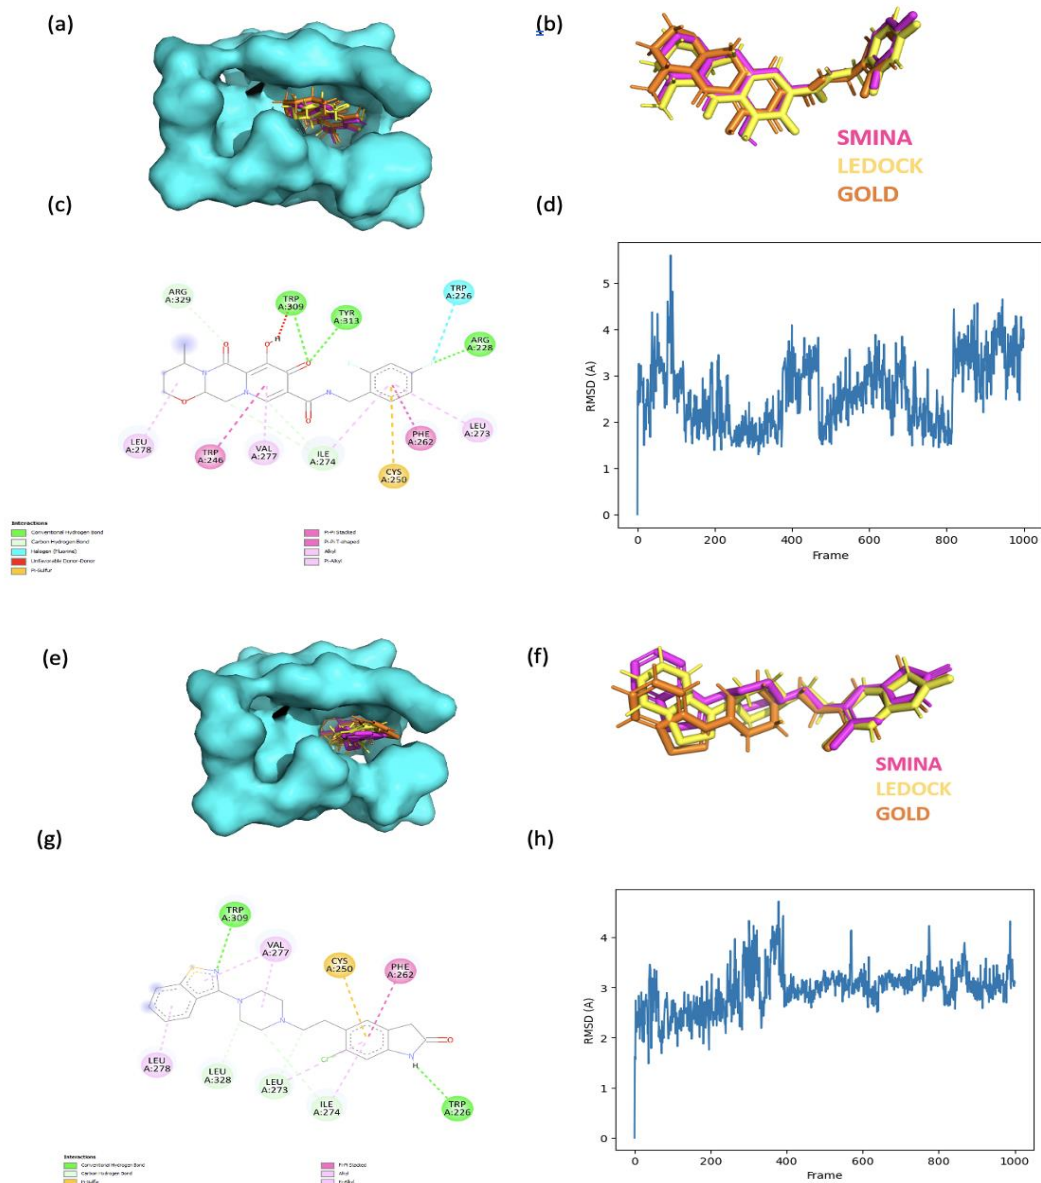 (a)
(b)
SMINA
LEDOCK
GOLD
(c)
(d)
ARG
A:329
TRP
A:309
TYR
A:313
TRP
A:226
ARG
A:228
LEU
A:278
TRP
A:246
VAL
A:277
ILE
A:274
CYS
A:250
PHE
A:262
LEU
A:273
H
O
O
O
O
O
N
N
N
Interactions
Conventional Hydrogen Bond
Carbon Hydrogen Bond
Halogen (Fluorine)
Unfavorable Donor-Donor
Pi-Sulfur
Pi-Pi Stacked
Pi-Pi T-shaped
Alkyl
Pi-Alkyl
RMSD (A)
5
4
3
2
1
0
0 200 400 600 800 1000
Frame
(e)
(f)
SMINA
LEDOCK
GOLD
(g)
(h)
TRP
A:309
VAL
A:277
CYS
A:250
PHE
A:262
LEU
A:278
LEU
A:328
LEU
A:273
ILE
A:274
TRP
A:226
S
N
N
N
Cl
N
H
O
Interactions
Conventional Hydrogen Bond
Carbon Hydrogen Bond
Pi-Sulfur
Pi-Pi Stacked
Alkyl
Pi-Alkyl
RMSD (A)
4
3
2
1
0
0 200 400 600 800 1000
Frame